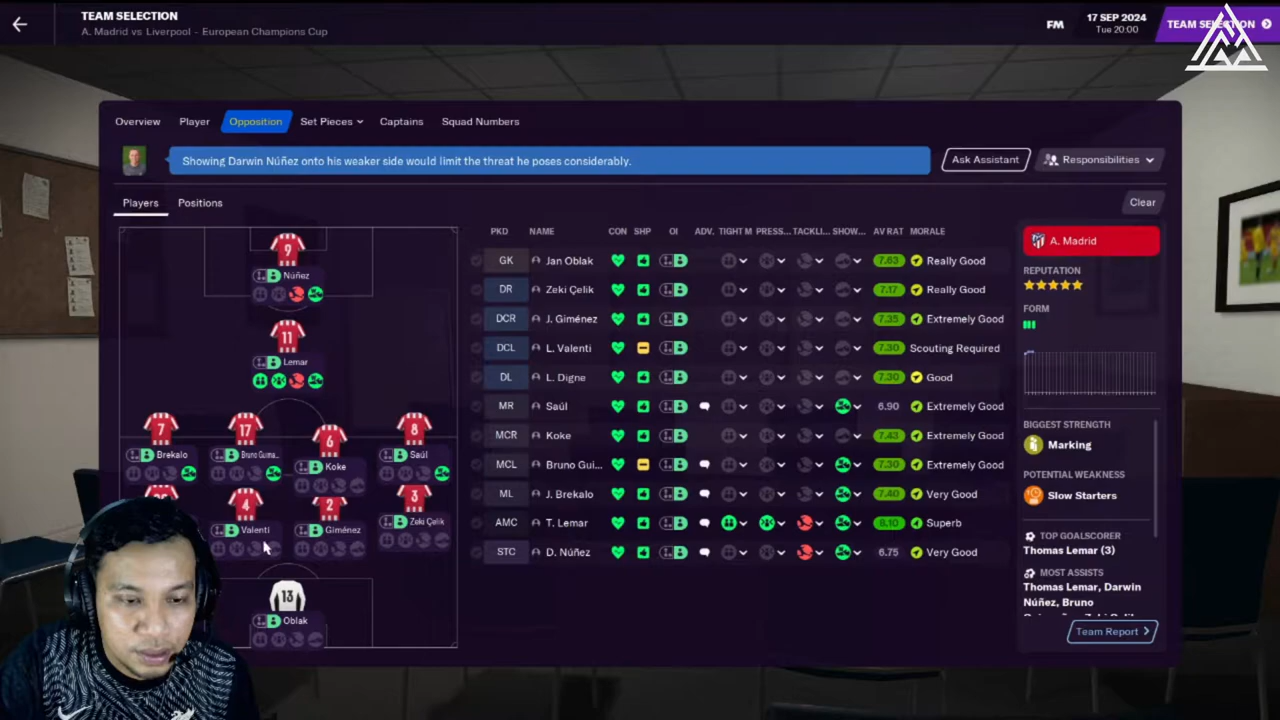 TEAM SELECTION
A. Madrid vs Liverpool - European Champions Cup
FM
17 SEP 2024
Tue 20:00
TEAM SELECTION
Overview
Player
Opposition
Set Pieces
Captains
Squad Numbers
Showing Darwin Núñez onto his weaker side would limit the threat he poses considerably.
Ask Assistant
Responsibilities
Players
Positions
Clear
9
Núñez
11
Lemar
7
Brekalo
17
Bruno Guima...
6
Koke
8
Saúl
4
Valenti
2
Giménez
3
Zeki Çelik
13
Oblak
PKD NAME CON SHP OI ADV. TIGHT M PRESS... TACKLI... SHOW... AV RAT MORALE
GK Jan Oblak 7.63 Really Good
DR Zeki Çelik 7.17 Really Good
DCR J. Giménez 7.35 Extremely Good
DCL L. Valenti 7.30 Scouting Required
DL L. Digne 7.30 Good
MR Saúl 6.90 Extremely Good
MCR Koke 7.43 Extremely Good
MCL Bruno Gui... 7.30 Extremely Good
ML J. Brekalo 7.40 Very Good
AMC T. Lemar 8.10 Superb
STC D. Núñez 6.75 Very Good
A. Madrid
REPUTATION
FORM
BIGGEST STRENGTH
Marking
POTENTIAL WEAKNESS
Slow Starters
TOP GOALSCORER
Thomas Lemar (3)
MOST ASSISTS
Thomas Lemar, Darwin
Núñez, Bruno
Team Report